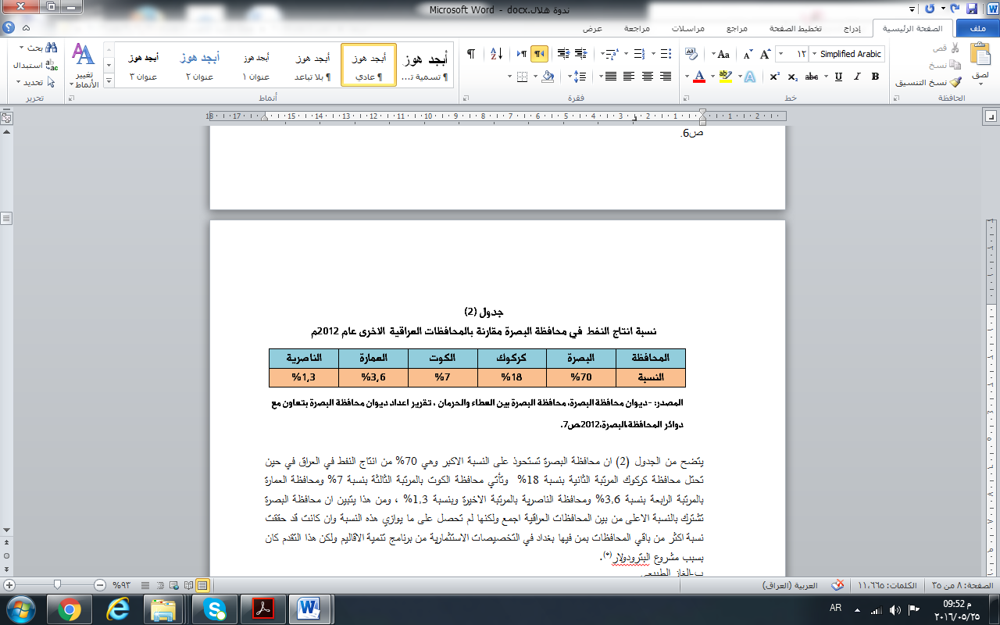 ندوة هلال.docx - Microsoft Word
ملف
الصفحة الرئيسية
إدراج
تخطيط الصفحة
مراجع
مراسلات
مراجعة
عرض
لصق
قص
نسخ
نسخ التنسيق
الحافظة
Simplified Arabic
١٢
خط
فقرة
أبجد هوز
تسمية ت...
أبجد هوز
عادي
أبجد هوز
بلا تباعد
أبجد هوز
عنوان ١
أبجد هوز
عنوان ٢
أبجد هوز
عنوان ٣
تغيير الأنماط
أنماط
بحث
استبدال
تحديد
تحرير
ص6.
جدول (2)
نسبة انتاج النفط في محافظة البصرة مقارنة بالمحافظات العراقية الاخرى عام 2012م
المحافظة البصرة كركوك الكوت العمارة الناصرية
النسبة 70% 18% 7% 3,6% 1,3%
المصدر: -ديوان محافظة البصرة، محافظة البصرة بين العطاء والحرمان ، تقرير اعداد ديوان محافظة البصرة بتعاون مع
دوائر المحافظة،البصرة،2012،ص7.
يتضح من الجدول (2) ان محافظة البصرة تستحوذ على النسبة الاكبر وهي 70% من انتاج النفط في العراق في حين
تحتل محافظة كركوك المرتبة الثانية بنسبة 18% وتأتي محافظة الكوت بالمرتبة الثالثة بنسبة 7% ومحافظة العمارة
بالمرتبة الرابعة بنسبة 3,6% ومحافظة الناصرية بالمرتبة الاخيرة وبنسبة 1,3% ، ومن هذا يتبين ان محافظة البصرة
تشترك بالنسبة الاعلى من بين المحافظات العراقية اجمع ولكنها لم تحصل على ما يوازي هذه النسبة وان كانت قد حققت
نسبة اكثر من باقي المحافظات بمن فيها بغداد في التخصيصات الاستثمارية من برنامج تنمية الاقاليم ولكن هذا التقدم كان
بسبب مشروع البترودولار(*).
ب-الغاز الطبيعي
الصفحة: ٨ من ٣٥
الكلمات: ١١،٦٦٥
العربية (العراق)
٩٣%
AR
09:52 م
٢٠١٦/٠٥/٢٥